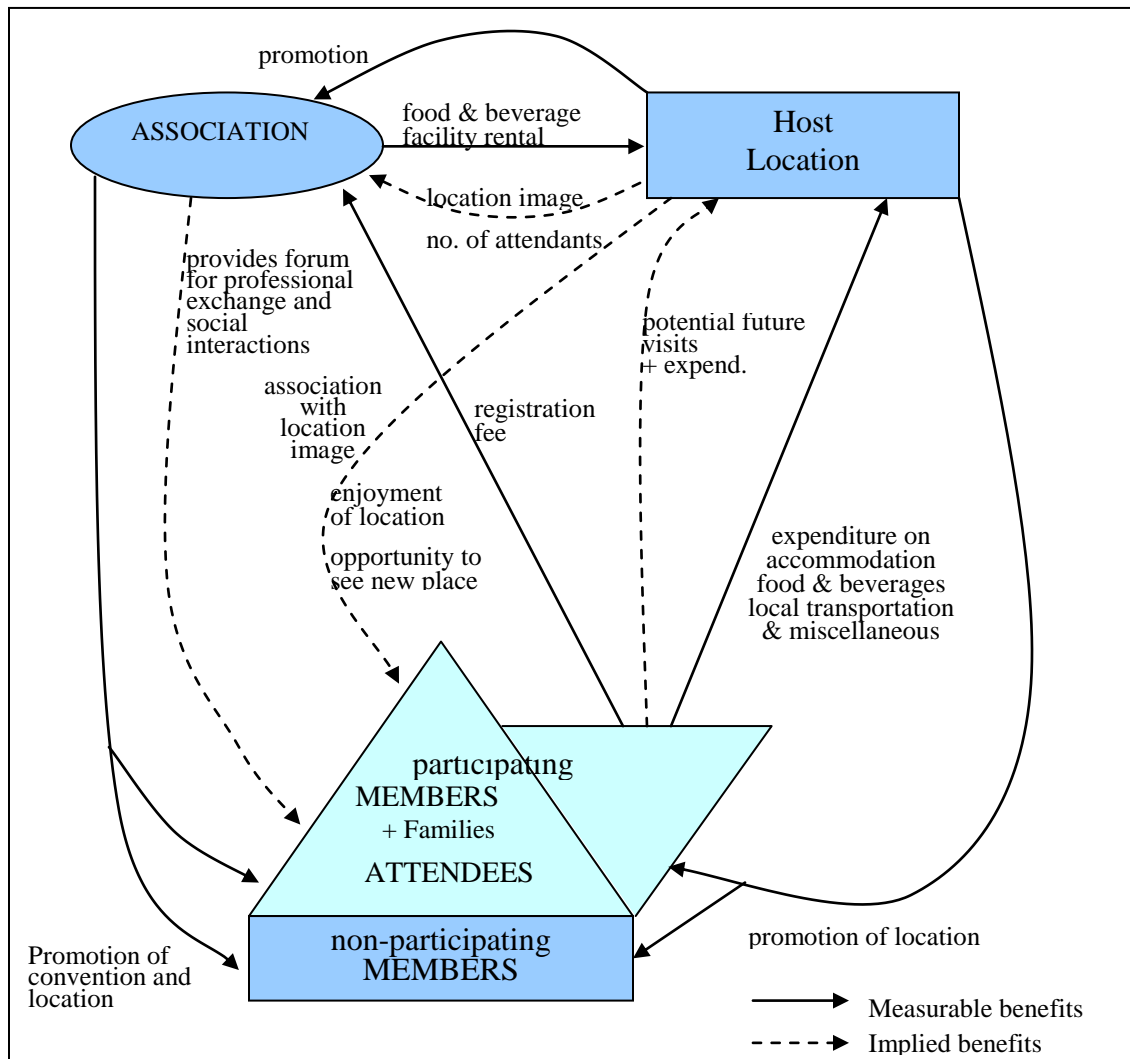 promotion
ASSOCIATION
food & beverage
facility rental
Host
Location
location image
no. of attendants
provides forum
for professional
exchange and
social
interactions
potential future
visits
+ expend.
association
with
location
image
registration
fee
enjoyment
of location
opportunity to
see new place
expenditure on
accommodation
food & beverages
local transportation
& miscellaneous
participating
MEMBERS
+ Families
ATTENDEES
non-participating
MEMBERS
Promotion of
convention and
location
promotion of location
Measurable benefits
Implied benefits